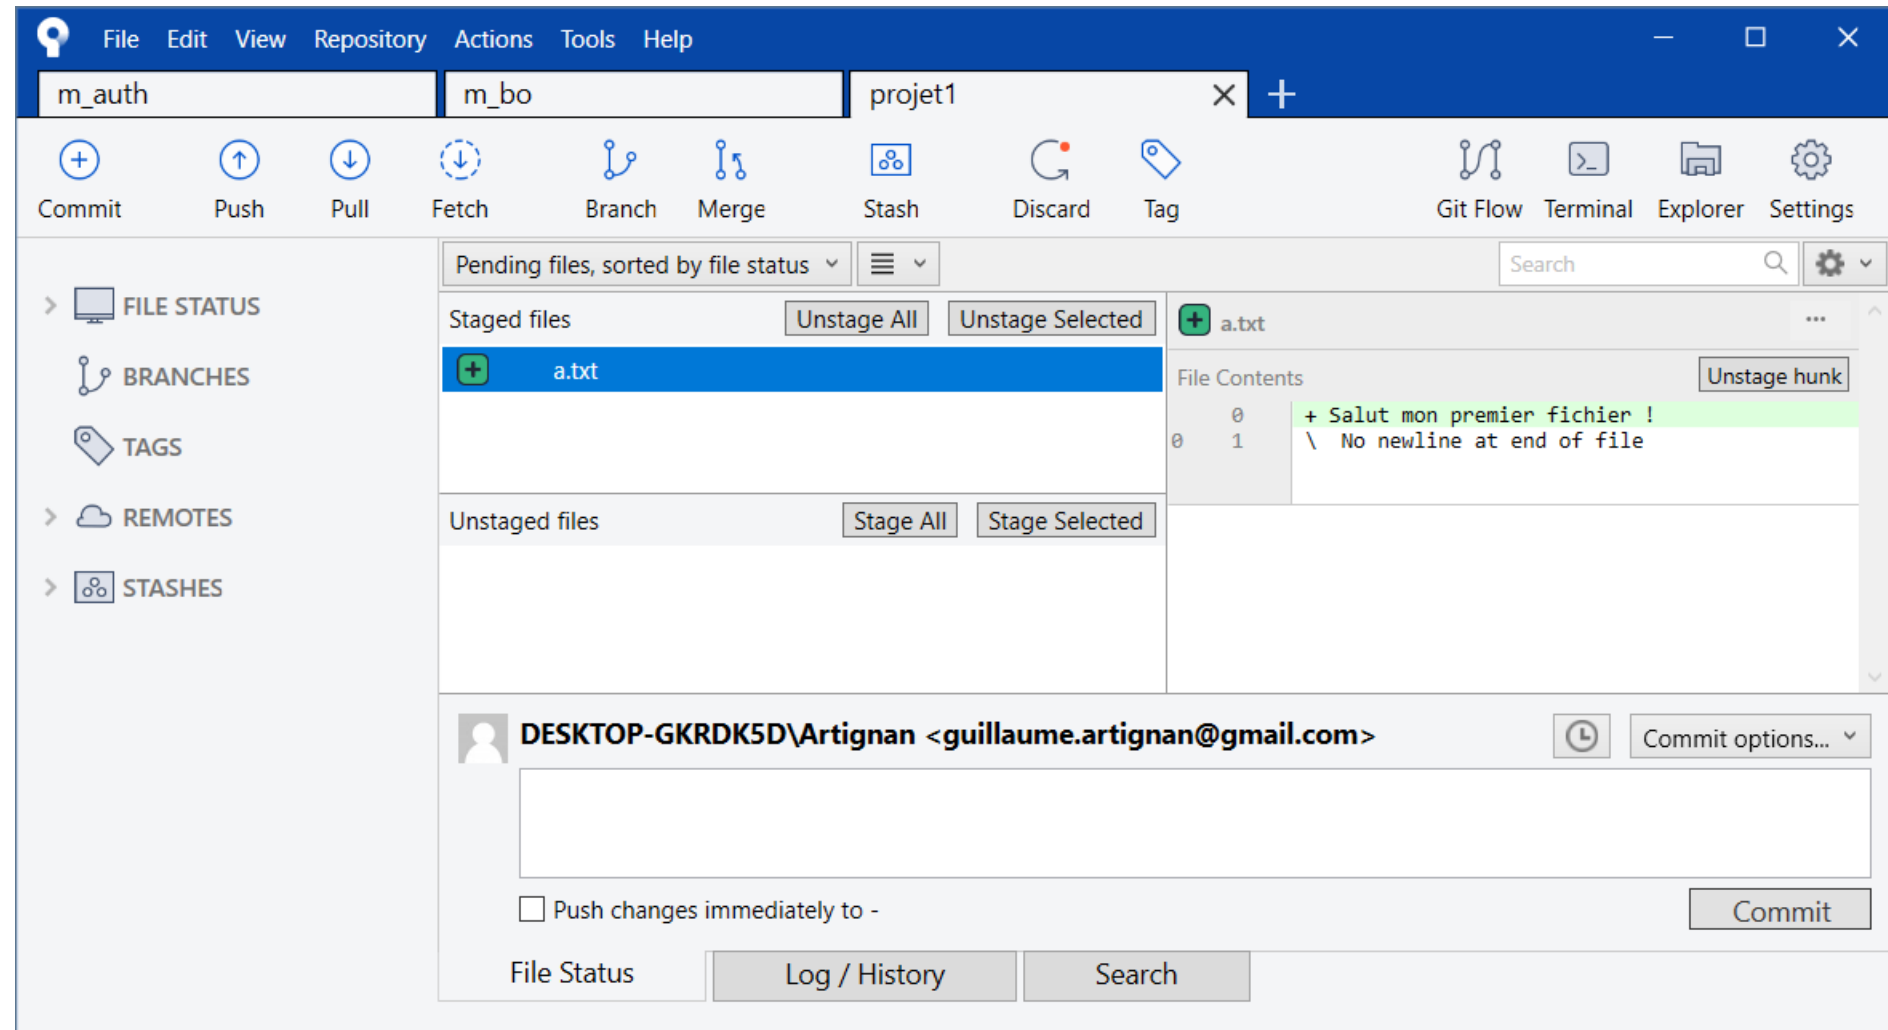 File Edit View Repository Actions Tools Help
m_auth m_bo projet1
Commit Push Pull Fetch Branch Merge Stash Discard Tag Git Flow Terminal Explorer Settings
Pending files, sorted by file status Search
FILE STATUS
BRANCHES
TAGS
REMOTES
STASHES
Staged files Unstage All Unstage Selected
a.txt
Unstaged files Stage All Stage Selected
a.txt ...
File Contents Unstage hunk
0 + Salut mon premier fichier !
0 1 \ No newline at end of file
DESKTOP-GKRDK5D\Artignan <guillaume.artignan@gmail.com> Commit options...
Push changes immediately to - Commit
File Status Log / History Search